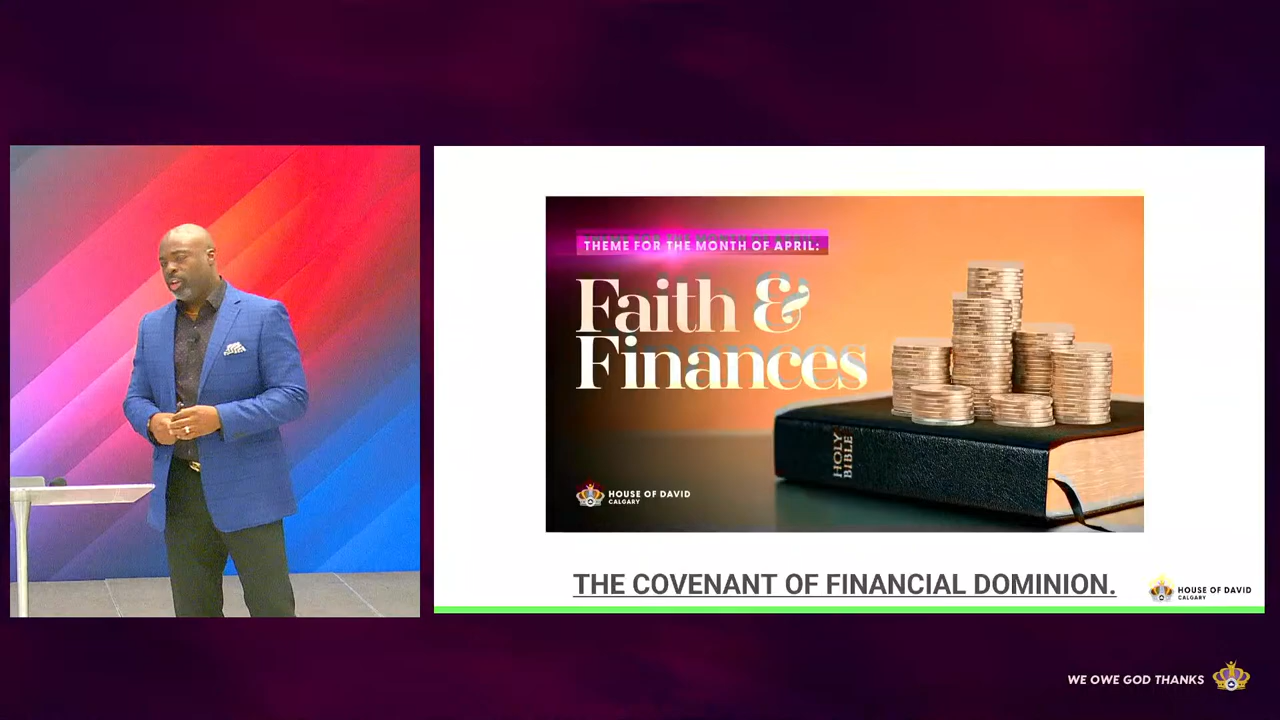 THEME FOR THE MONTH OF APRIL:
Faith &
Finances
HOLY
BIBLE
HOUSE OF DAVID
CALGARY
THE COVENANT OF FINANCIAL DOMINION.
HOUSE OF DAVID
CALGARY
WE OWE GOD THANKS